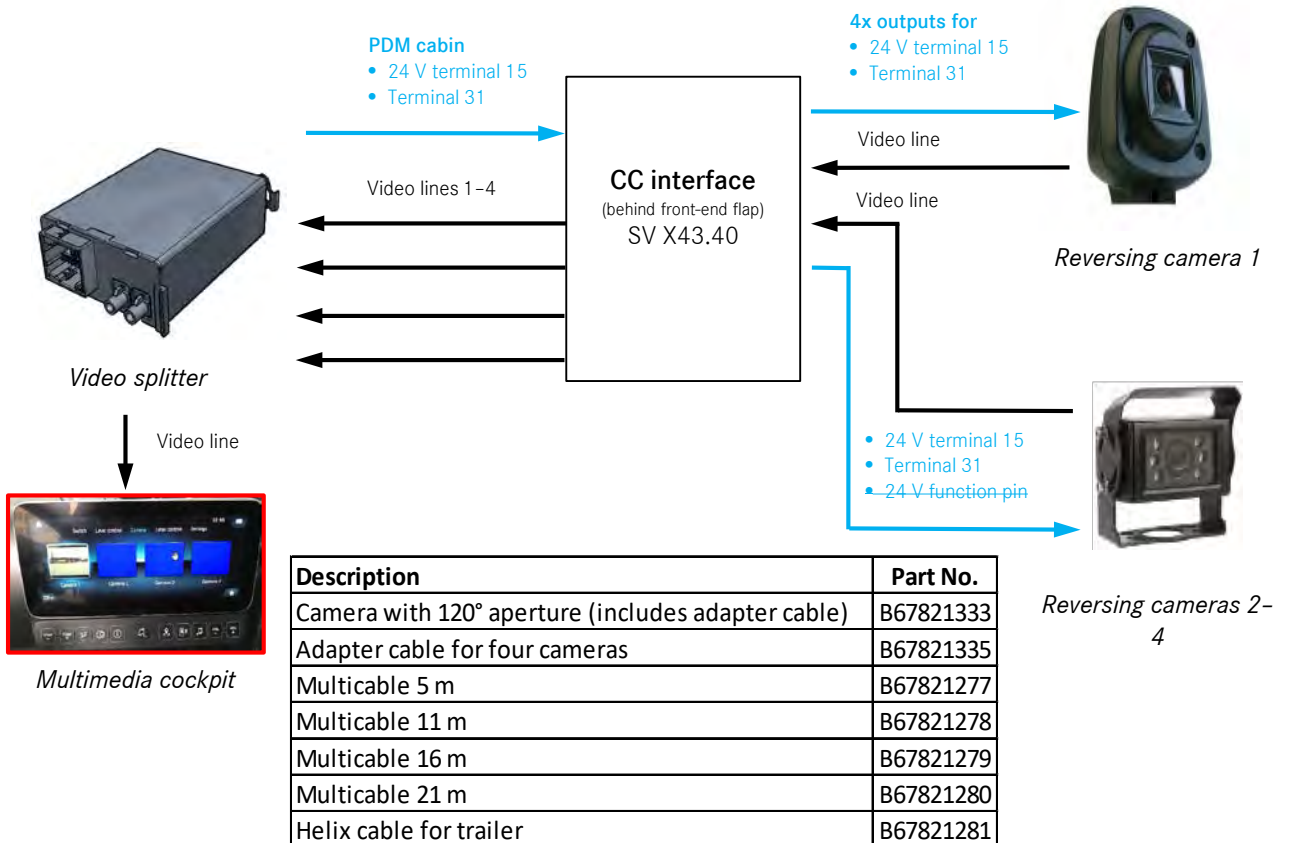 PDM cabin
• 24 V terminal 15
• Terminal 31
4x outputs for
• 24 V terminal 15
• Terminal 31
Video line
Video lines 1–4
CC interface
(behind front-end flap)
SV X43.40
Video line
Reversing camera 1
Video splitter
Video line
• 24 V terminal 15
• Terminal 31
• 24 V function pin
Camera
Settings
Multimedia cockpit
Reversing cameras 2–
4
Description Part No.
Camera with 120° aperture (includes adapter cable) B67821333
Adapter cable for four cameras B67821335
Multicable 5 m B67821277
Multicable 11 m B67821278
Multicable 16 m B67821279
Multicable 21 m B67821280
Helix cable for trailer B67821281